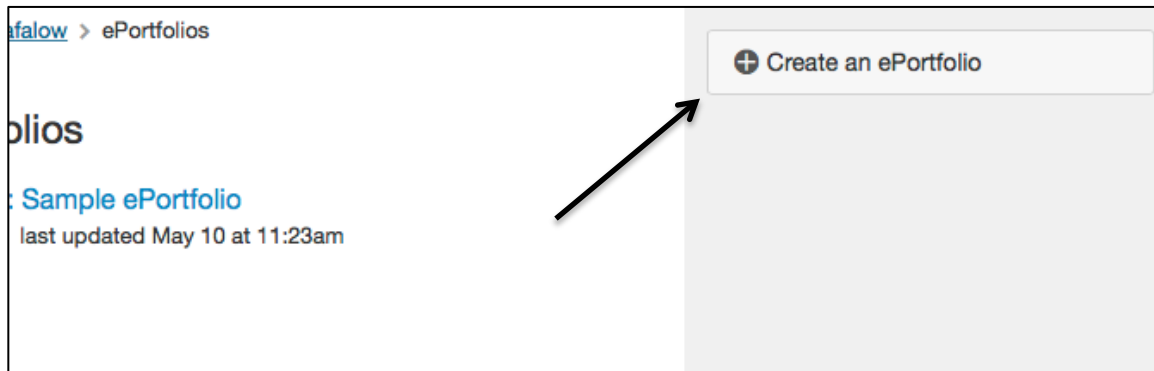 afalow > ePortfolios
Create an ePortfolio
olios
: Sample ePortfolio
last updated May 10 at 11:23am